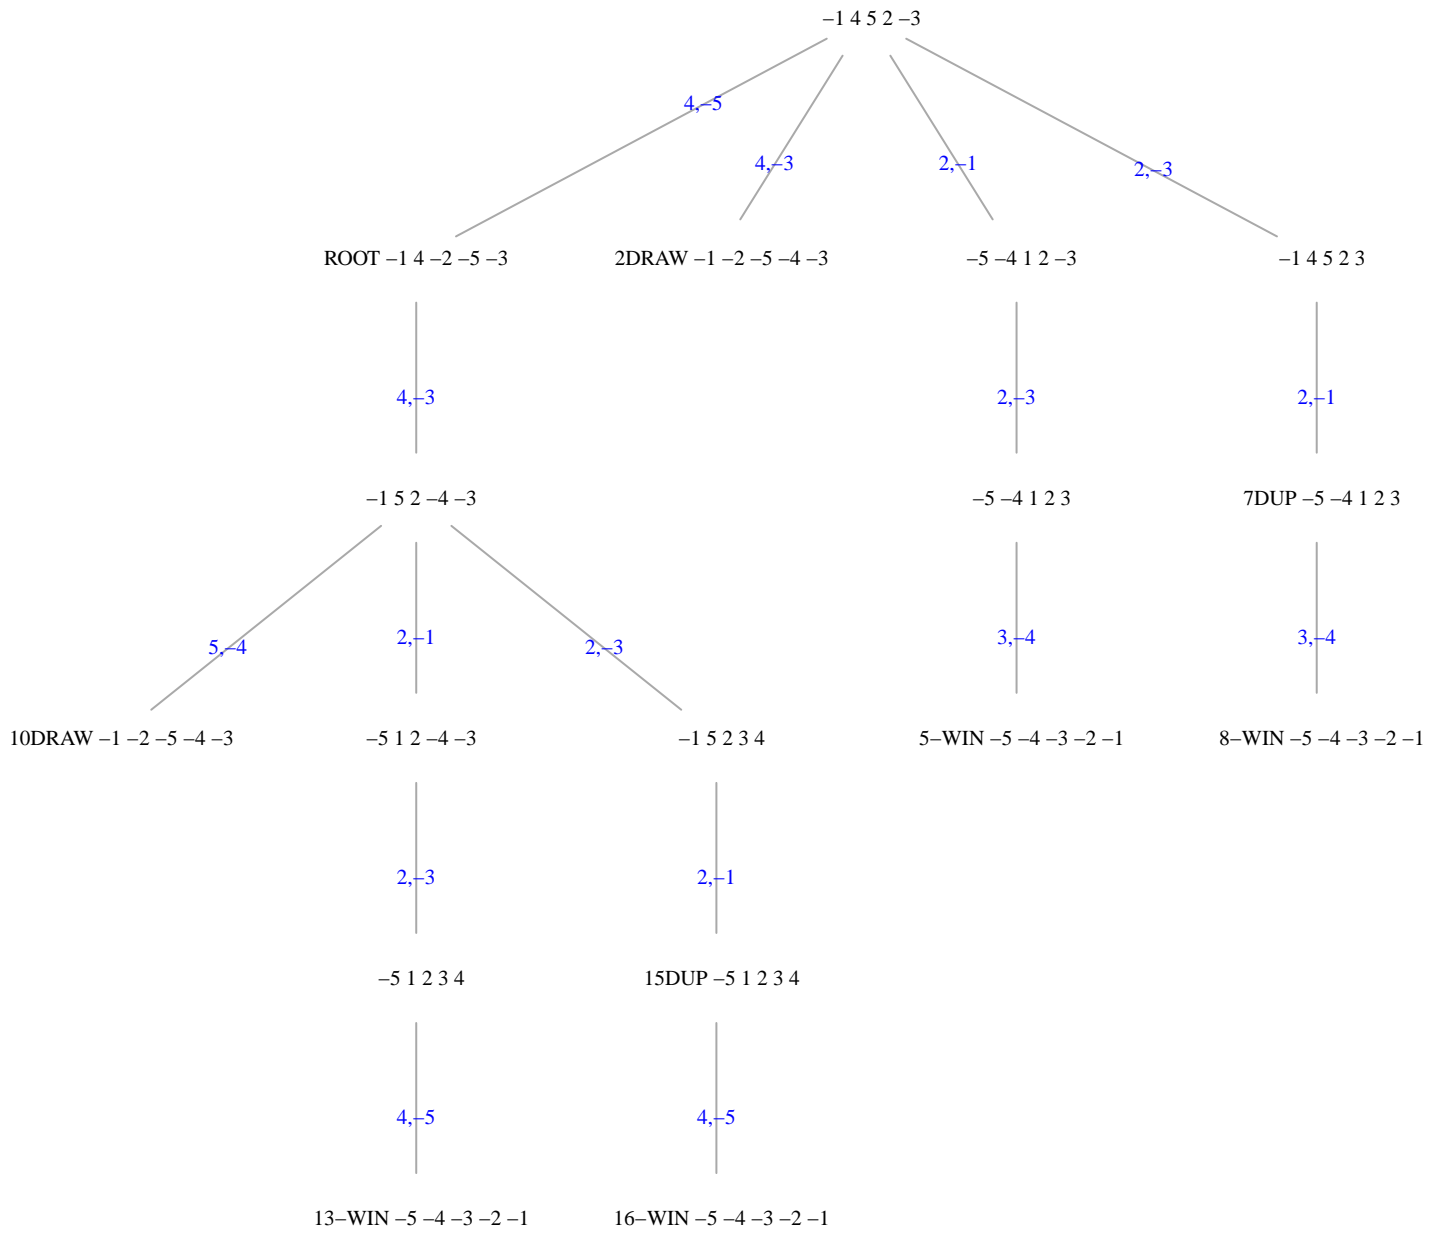 −1 4 5 2 −3
4,−5
4,−3
2,−1
2,−3
ROOT −1 4 −2 −5 −3
2DRAW −1 −2 −5 −4 −3
−5 −4 1 2 −3
−1 4 5 2 3
4,−3
2,−3
2,−1
−1 5 2 −4 −3
−5 −4 1 2 3
7DUP −5 −4 1 2 3
5,−4
2,−1
2,−3
3,−4
3,−4
10DRAW −1 −2 −5 −4 −3
−5 1 2 −4 −3
−1 5 2 3 4
5−WIN −5 −4 −3 −2 −1
8−WIN −5 −4 −3 −2 −1
2,−3
2,−1
−5 1 2 3 4
15DUP −5 1 2 3 4
4,−5
4,−5
13−WIN −5 −4 −3 −2 −1
16−WIN −5 −4 −3 −2 −1